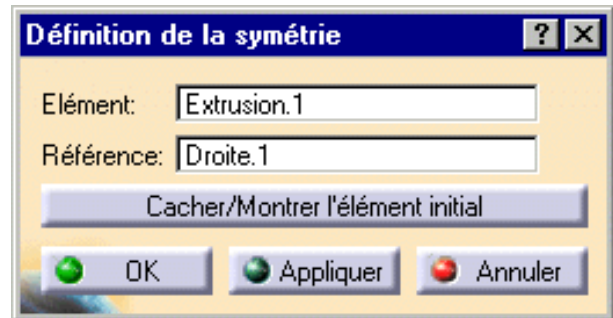 Définition de la symétrie ? ×
Elément: Extrusion.1
Référence: Droite.1
Cacher/Montrer l'élément initial
OK Appliquer Annuler